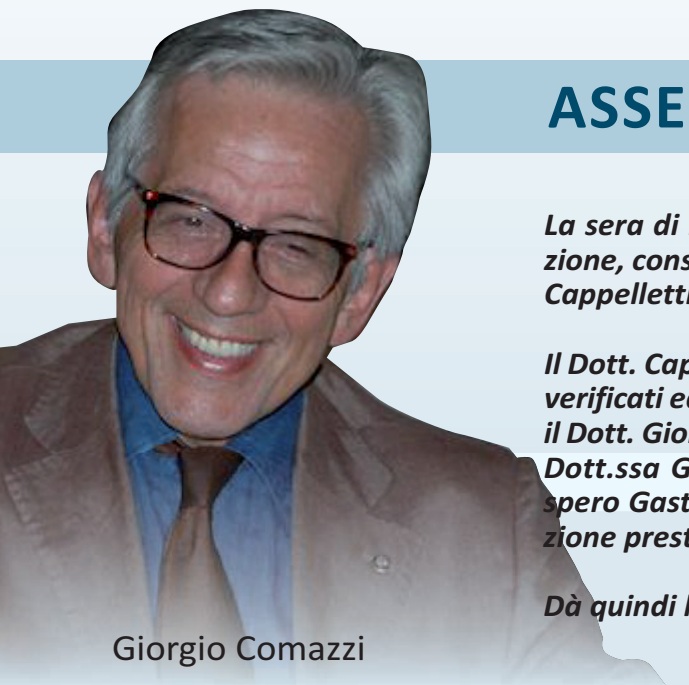 ASSE
La sera di
zione, cons
Cappellett
Il Dott. Cap
verificati e
il Dott. Gio
Dott.ssa G
spero Gast
zione prest
Dà quindi
Giorgio Comazzi